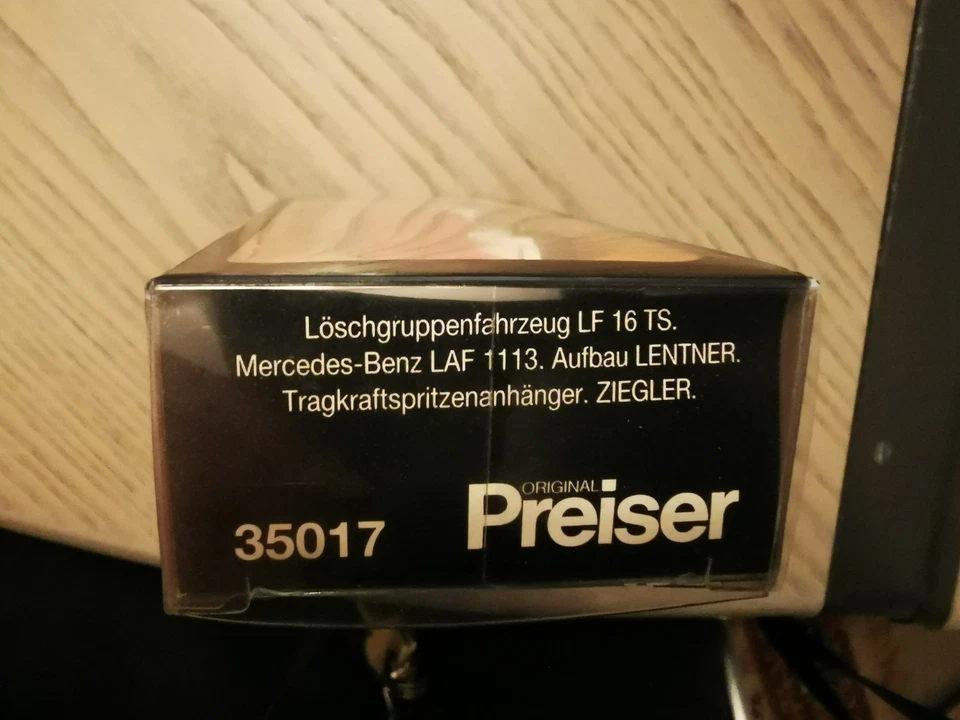 Löschgruppenfahrzeug LF 16 TS.
Mercedes-Benz LAF 1113. Aufbau LENTNER.
Tragkraftspritzenanhänger. ZIEGLER.
ORIGINAL
35017 Preiser